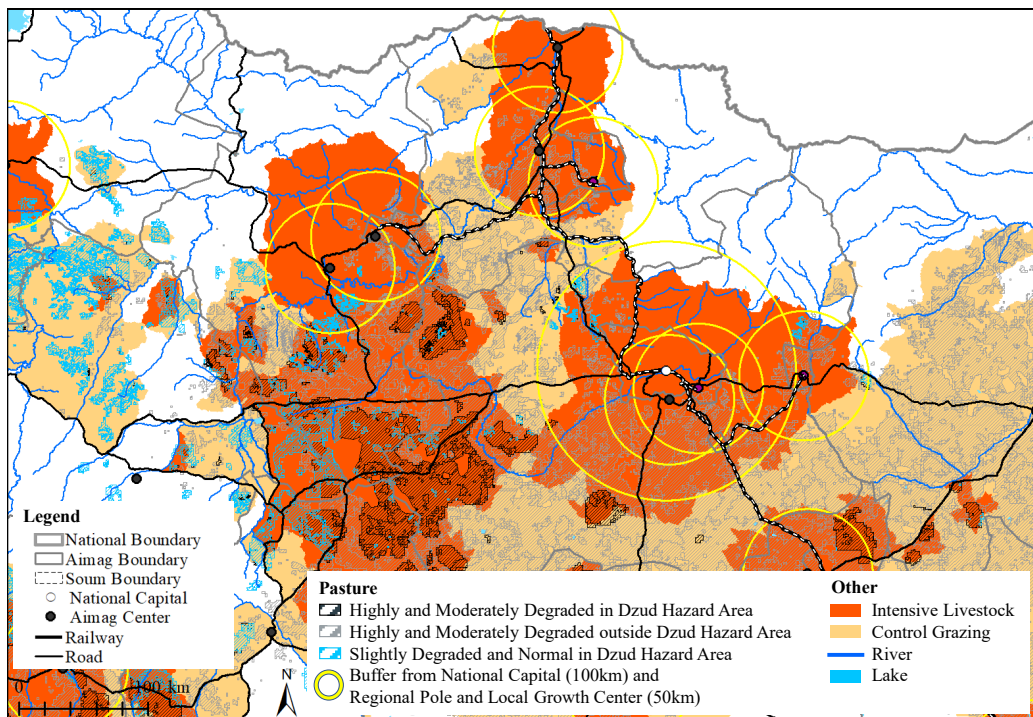 N
Legend
National Boundary
Aimag Boundary
Soum Boundary
National Capital
Aimag Center
Railway
Road
0 100 km
Pasture
Highly and Moderately Degraded in Dzud Hazard Area
Highly and Moderately Degraded outside Dzud Hazard Area
Slightly Degraded and Normal in Dzud Hazard Area
Buffer from National Capital (100km) and
Regional Pole and Local Growth Center (50km)
Other
Intensive Livestock
Control Grazing
River
Lake